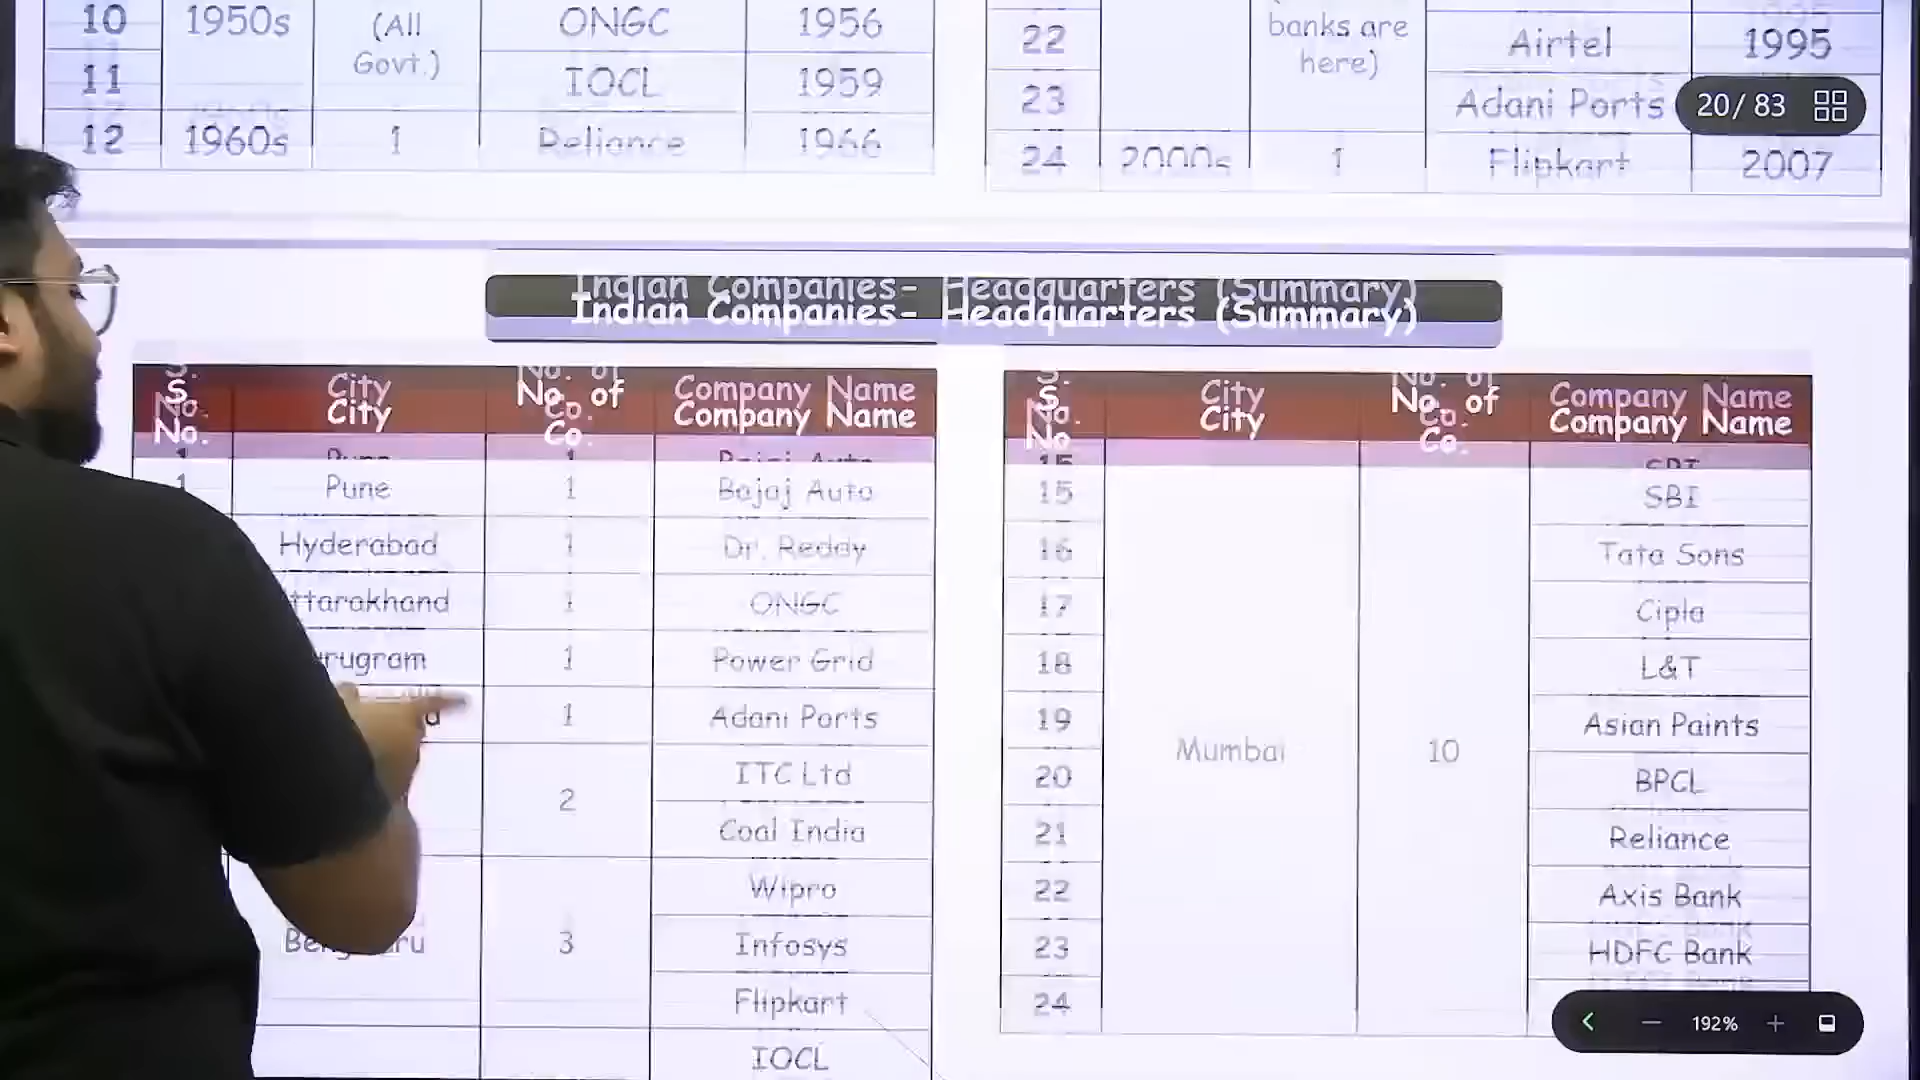 10 1950s (All Govt.) ONGC 1956
11 IOCL 1959
12 1960s 1 Reliance 1966
22 banks are here) Airtel 1995
23 Adani Ports
24 2000s 1 Flipkart 2007
20/ 83
Indian Companies- Headquarters (Summary)
S. No. City No. of Co. Company Name
1 Pune 1 Bajaj Auto
Hyderabad 1 Dr. Reddy
ttarakhand 1 ONGC
rugram 1 Power Grid
d 1 Adani Ports
2 ITC Ltd
Coal India
3 Wipro
Infosys
Flipkart
IOCL
S. No City No. of Co. Company Name
15 Mumbai 10 SBI
16 Tata Sons
17 Cipla
18 L&T
19 Asian Paints
20 BPCL
21 Reliance
22 Axis Bank
23 HDFC Bank
24
192%